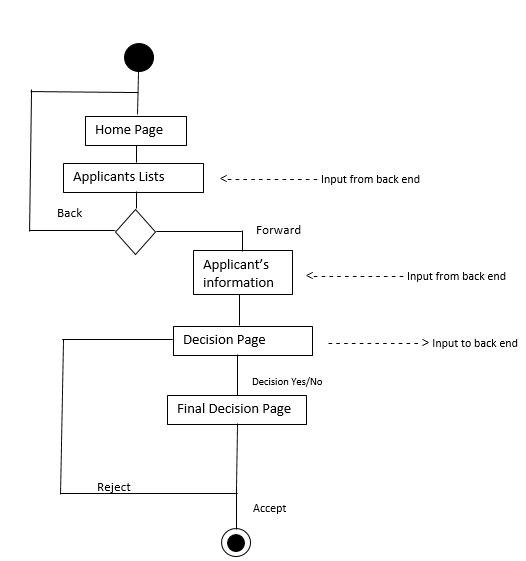 Home Page
Applicants Lists
Input from back end
Back
Forward
Applicant's
information
Input from back end
Decision Page
Input to back end
Decision Yes/No
Final Decision Page
Reject
Accept